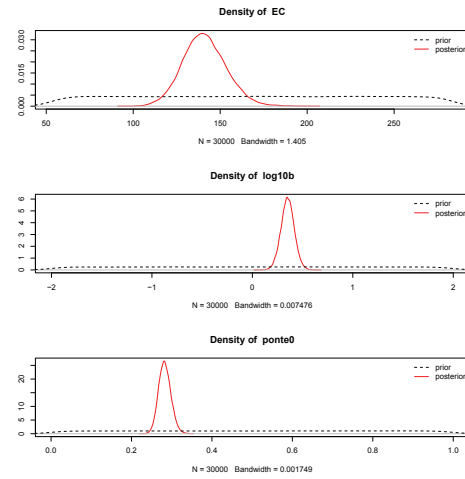 Density of EC
0.000 0.015 0.030
prior
posterior
50 100 150 200 250
N = 30000 Bandwidth = 1.405
Density of log10b
0 1 2 3 4 5 6
prior
posterior
−2 −1 0 1 2
N = 30000 Bandwidth = 0.007476
Density of ponte0
0 5 10 20
prior
posterior
0.0 0.2 0.4 0.6 0.8 1.0
N = 30000 Bandwidth = 0.001749